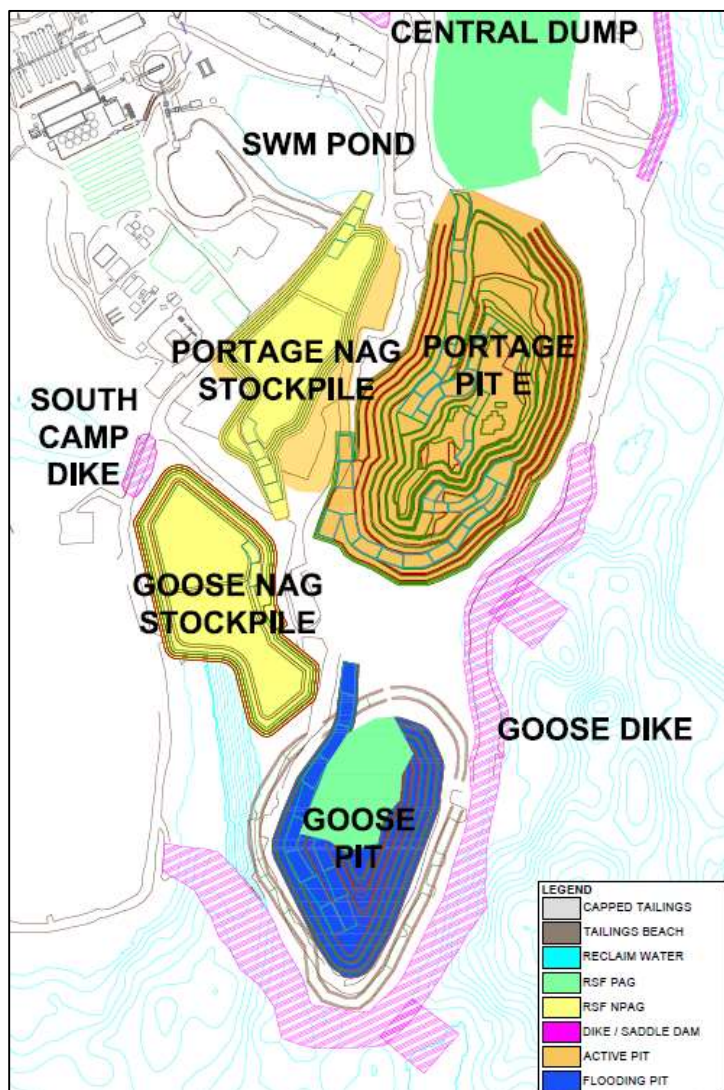 CENTRAL DUMP
SWM POND
PORTAGE NAG
STOCKPILE
PORTAGE
PIT E
SOUTH
CAMP
DIKE
GOOSE NAG
STOCKPILE
GOOSE DIKE
GOOSE
PIT
LEGEND
CAPPED TAILINGS
TAILINGS BEACH
RECLAIM WATER
RSF PAG
RSF NPAG
DIKE / SADDLE DAM
ACTIVE PIT
FLOODING PIT